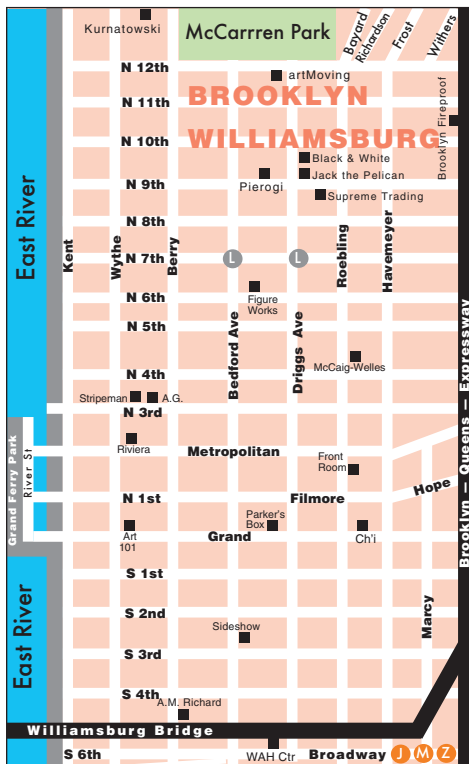 Kurnatowski
McCarrren Park
Bayard
Richardson
Frost
Withers
N 12th
artMoving
N 11th
BROOKLYN
WILLIAMSBURG
Brooklyn Fireproof
N 10th
Black & White
Jack the Pelican
Pierogi
N 9th
Supreme Trading
East River
N 8th
Kent
Wythe
Berry
N 7th
L
L
Roebling
Havemeyer
N 6th
Figure
Works
N 5th
Bedford Ave
Driggs Ave
McCaig-Welles
N 4th
Stripeman
A.G.
N 3rd
Brooklyn — Queens — Expressway
Grand Ferry Park
River St
Riviera
Metropolitan
Front
Room
Hope
N 1st
Filmore
Art
101
Parker's
Box
Grand
Ch'i
S 1st
East River
S 2nd
Marcy
Sideshow
S 3rd
S 4th
A.M. Richard
Williamsburg Bridge
S 6th
WAH Ctr
Broadway
J M Z